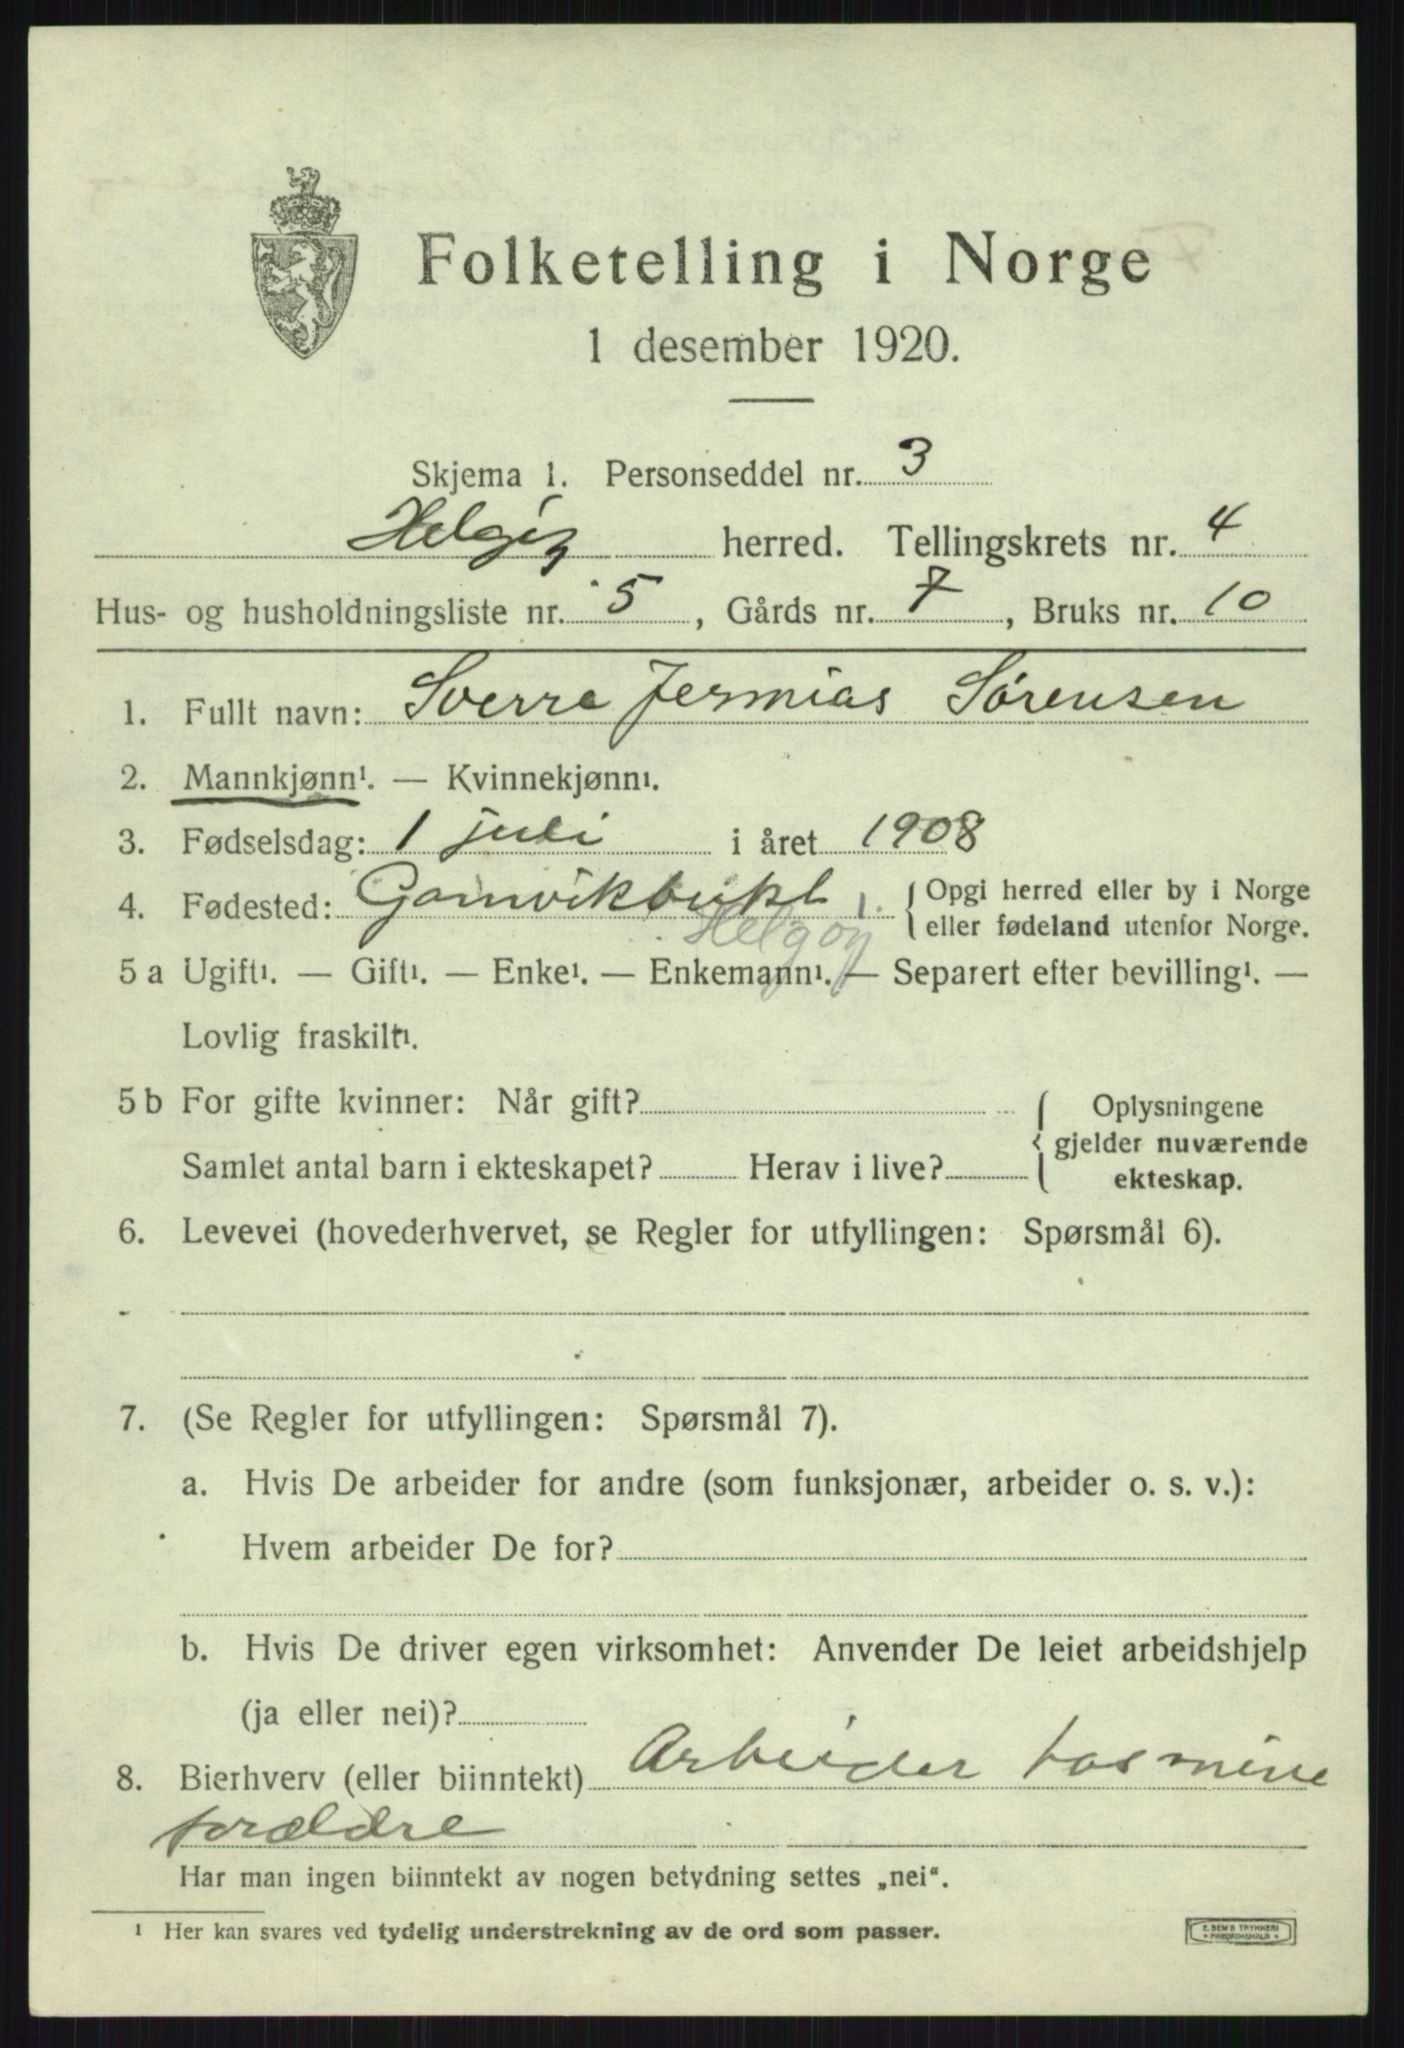 Folketelling i Norge
1 desember 1920.
Skjema 1. Personseddel nr. 3
Helgøy herred. Tellingskrets nr. 4
Hus- og husholdningsliste nr. 5, Gårds nr. 7, Bruks nr. 10
1. Fullt navn: Sverre Jermias Sørensen
2. Mannkjønn¹. — Kvinnekjønn¹.
3. Fødselsdag: 1 juli i året 1908
4. Fødested: Gamvikbukt { Opgi herred eller by i Norge
Helgøy eller fødeland utenfor Norge.
5 a Ugift¹. — Gift¹. — Enke¹. — Enkemann¹. — Separert efter bevilling¹. —
Lovlig fraskilt¹.
5 b For gifte kvinner: Når gift? { Oplysningene
gjelder nuværende
Samlet antal barn i ekteskapet? Herav i live? ekteskap.
6. Levevei (hovederhvervet, se Regler for utfyllingen: Spørsmål 6).
7. (Se Regler for utfyllingen: Spørsmål 7).
a. Hvis De arbeider for andre (som funksjonær, arbeider o. s. v.):
Hvem arbeider De for?
b. Hvis De driver egen virksomhet: Anvender De leiet arbeidshjelp
(ja eller nei)?
8. Bierhverv (eller biinntekt) Arbeider hos mine
forældre
Har man ingen biinntekt av nogen betydning settes „nei“.
¹ Her kan svares ved tydelig understrekning av de ord som passer.
E. SEM'S TRYKKERI
• FREDRIKSHALD •